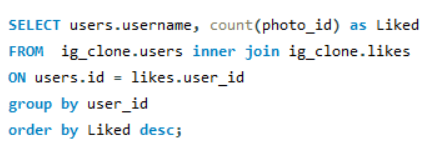 SELECT users.username, count(photo_id) as Liked
FROM  ig_clone.users inner join ig_clone.likes
ON users.id = likes.user_id
group by user_id
order by Liked desc;